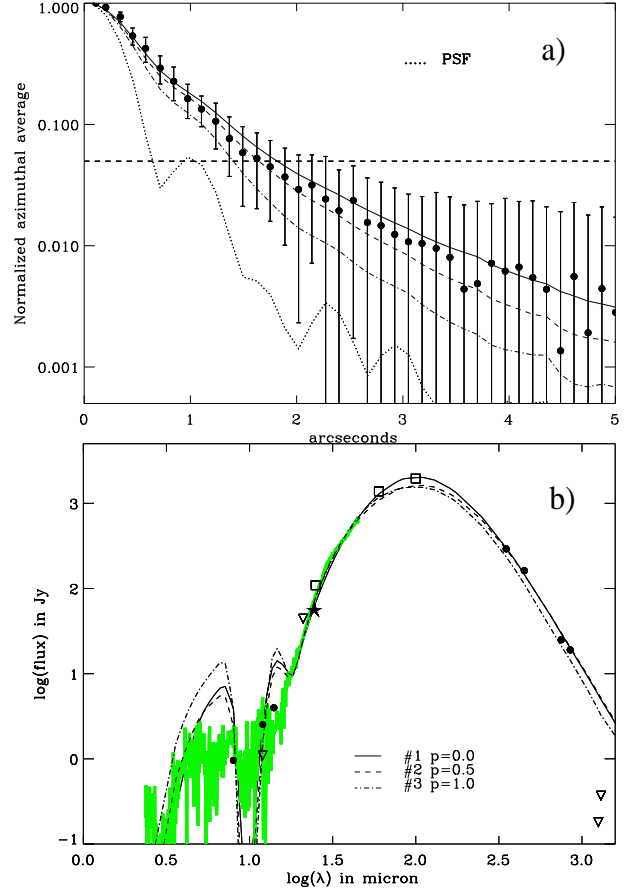 1.000
a)
..... PSF
Normalized azimuthal average
0.100
0.010
0.001
0 1 2 3 4 5
arcseconds
b)
3
2
1
0
-1
log(flux) in Jy
#1 p=0.0
#2 p=0.5
#3 p=1.0
0.0 0.5 1.0 1.5 2.0 2.5 3.0
log(λ) in micron